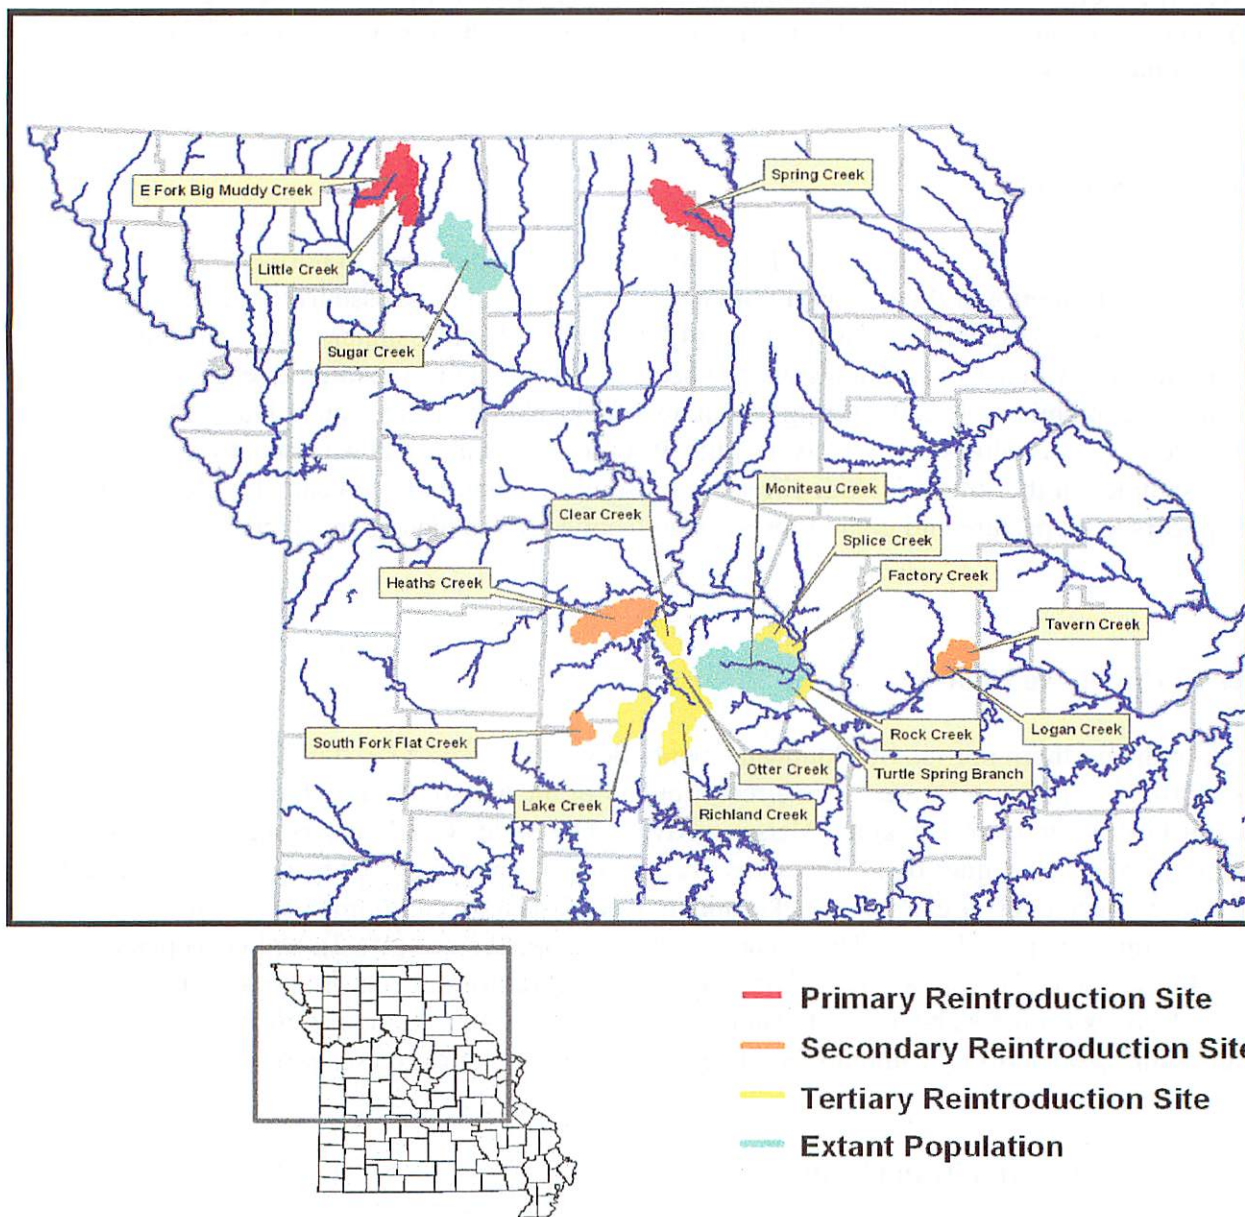 Spring Creek
E Fork Big Muddy Creek
Little Creek
Sugar Creek
Moniteau Creek
Clear Creek
Splice Creek
Heaths Creek
Factory Creek
Tavern Creek
South Fork Flat Creek
Rock Creek
Logan Creek
Otter Creek
Turtle Spring Branch
Lake Creek
Richland Creek
Primary Reintroduction Site
Secondary Reintroduction Site
Tertiary Reintroduction Site
Extant Population